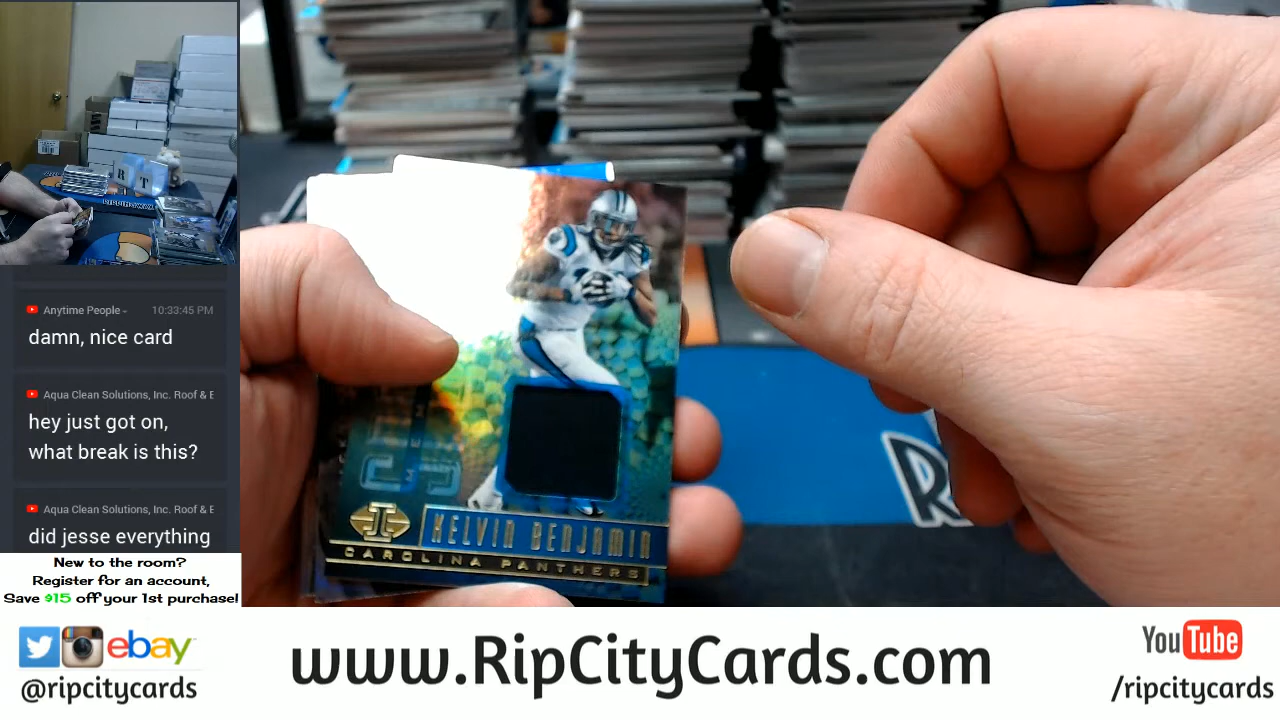 R T
Anytime People
10:33:45 PM
damn, nice card
Aqua Clean Solutions, Inc. Roof & E
hey just got on,
what break is this?
Aqua Clean Solutions, Inc. Roof & E
did jesse everything
New to the room?
Register for an account,
Save $15 off your 1st purchase!
KELVIN BENJAMIN
CAROLINA PANTHERS
R
ebay
@ripcitycards
www.RipCityCards.com
YouTube
/ripcitycards